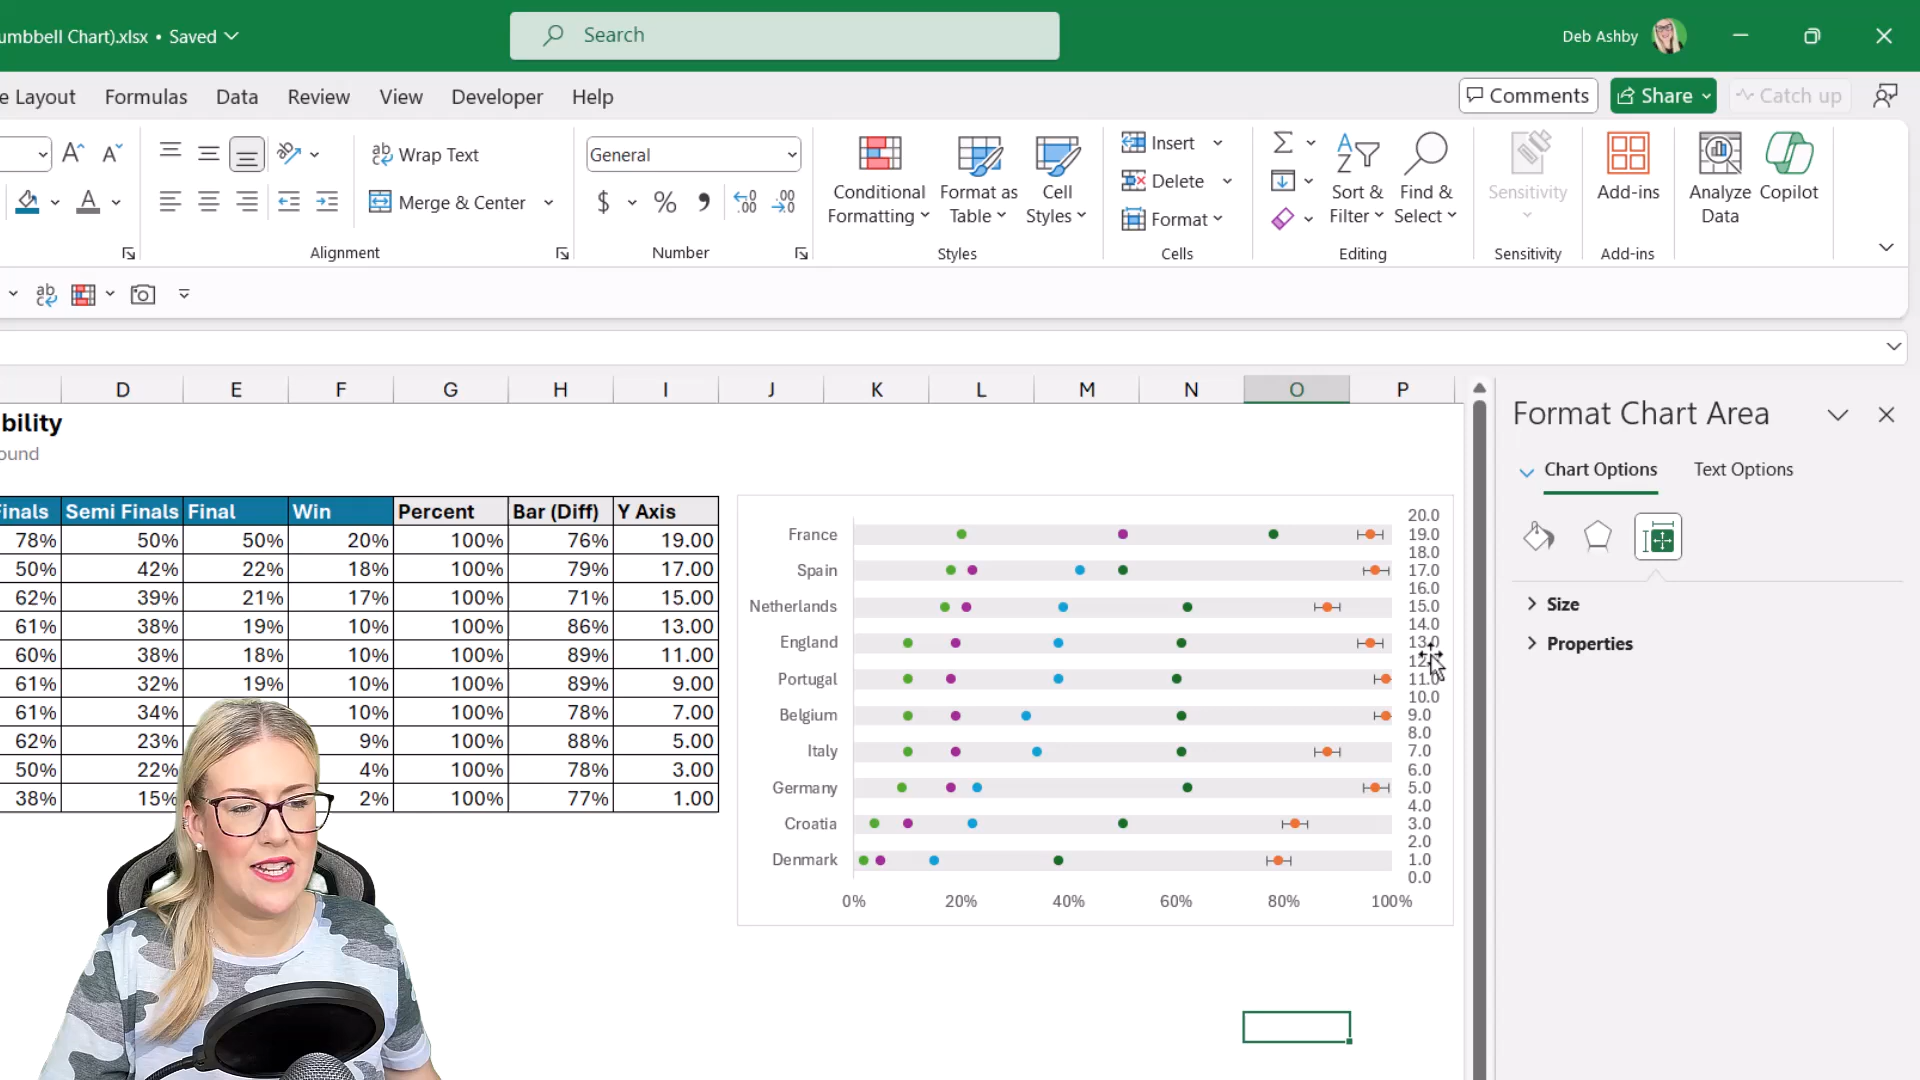 umbbell Chart).xlsx • Saved
Search
Deb Ashby
e Layout
Formulas
Data
Review
View
Developer
Help
Comments
Share
Catch up
Wrap Text
Merge & Center
Alignment
General
Number
Conditional
Formatting
Format as
Table
Cell
Styles
Styles
Insert
Delete
Format
Cells
Sort &
Filter
Find &
Select
Editing
Sensitivity
Sensitivity
Add-ins
Add-ins
Analyze
Data
Copilot
D E F G H I J K L M N O P
bility
ound
inals Semi Finals Final Win Percent Bar (Diff) Y Axis
78% 50% 50% 20% 100% 76% 19.00
50% 42% 22% 18% 100% 79% 17.00
62% 39% 21% 17% 100% 71% 15.00
61% 38% 19% 10% 100% 86% 13.00
60% 38% 18% 10% 100% 89% 11.00
61% 32% 19% 10% 100% 89% 9.00
61% 34% 10% 100% 78% 7.00
62% 23% 9% 100% 88% 5.00
50% 22% 4% 100% 78% 3.00
38% 15% 2% 100% 77% 1.00
France
Spain
Netherlands
England
Portugal
Belgium
Italy
Germany
Croatia
Denmark
0% 20% 40% 60% 80% 100%
20.0
19.0
18.0
17.0
16.0
15.0
14.0
13.0
11.0
10.0
9.0
8.0
7.0
6.0
5.0
4.0
3.0
2.0
1.0
0.0
Format Chart Area
Chart Options
Text Options
Size
Properties